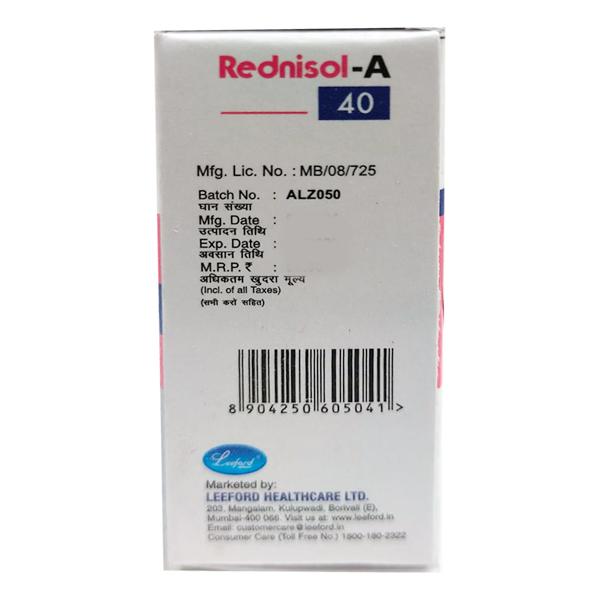 Rednisol-A
40
Mfg. Lic. No. : MB/08/725
Batch No. : ALZ050
घान संख्या
Mfg. Date :
उत्पादन तिथि
Exp. Date :
अवसान तिथि
M.R.P. ₹ :
अधिकतम खुदरा मूल्य
(Incl. of all Taxes)
(सभी करों सहित)
8 904250 605041 >
Leeford
Marketed by:
LEEFORD HEALTHCARE LTD.
203, Mangalam, Kulupwadi, Borivali (E),
Mumbai-400 066. Visit us at: www.leeford.in
Email: customercare@leeford.in
Consumer Care (Toll Free No.) 1800-180-2322